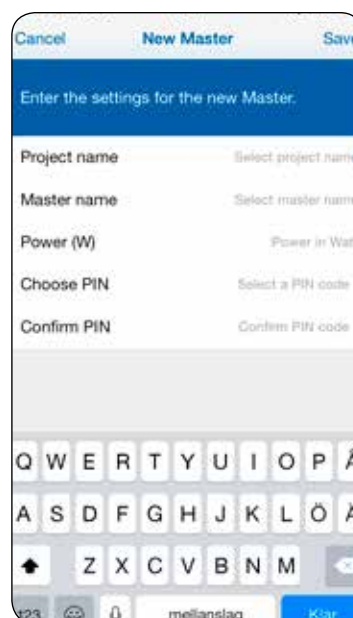 Cancel New Master Save
Enter the settings for the new Master.
Project name Select project name
Master name Select master name
Power (W) Power in Wat
Choose PIN Select a PIN code
Confirm PIN Confirm PIN code
Q W E R T Y U I O P Å
A S D F G H J K L Ö Ä
Z X C V B N M
123 mellanslag Klar